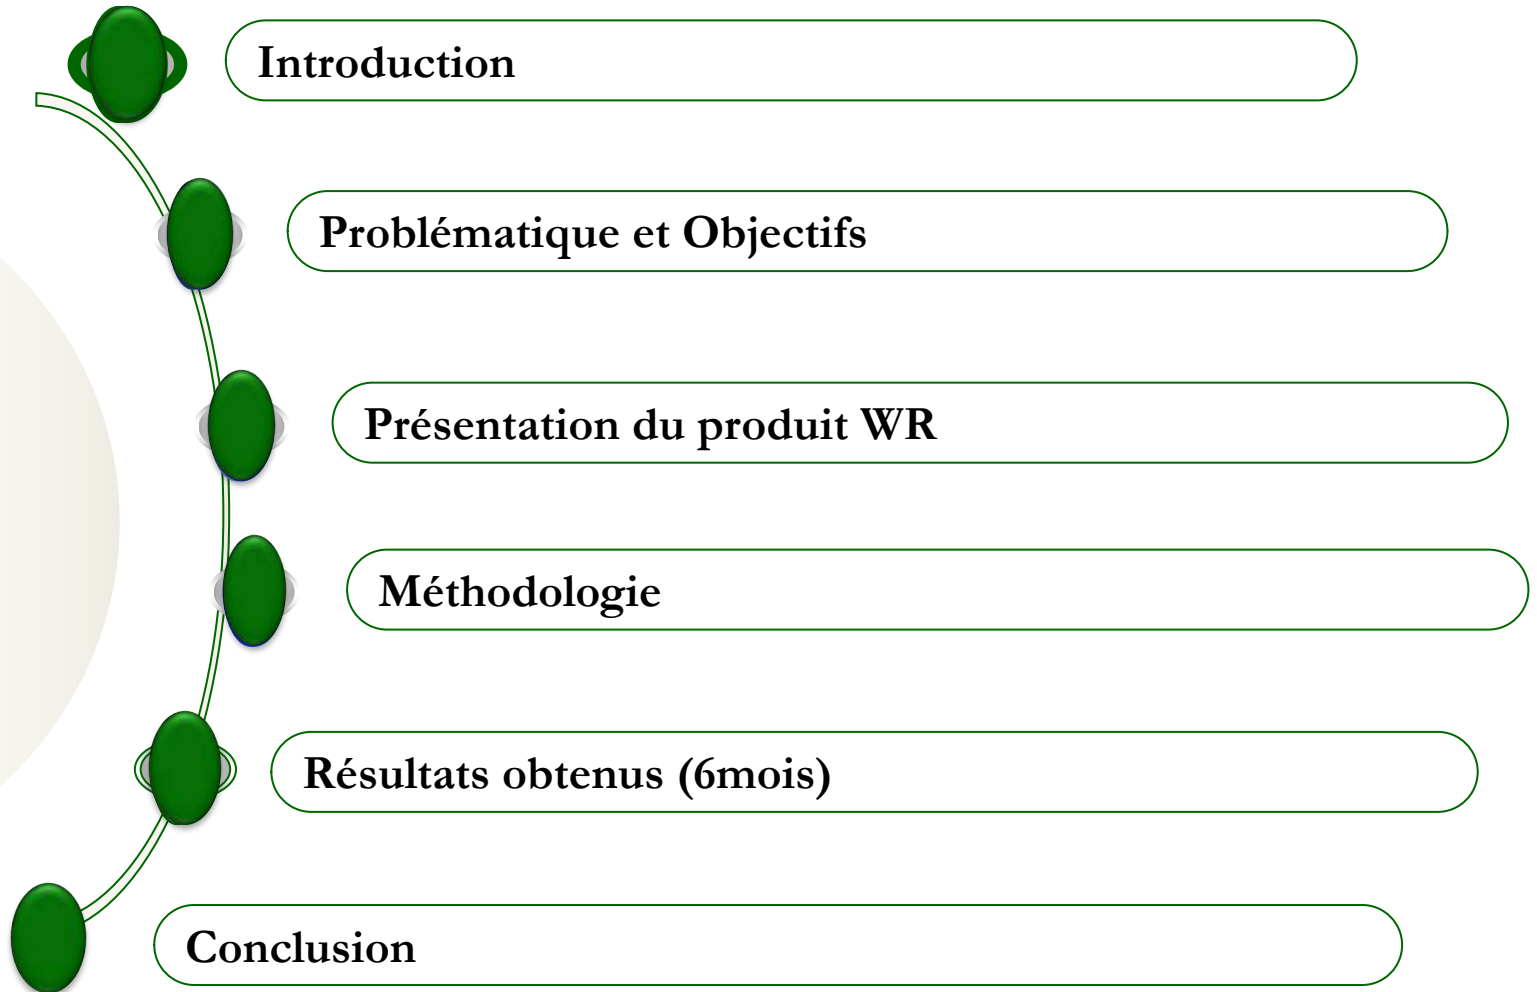 Introduction
Problématique et Objectifs
Présentation du produit WR
Méthodologie
Résultats obtenus (6mois)
Conclusion